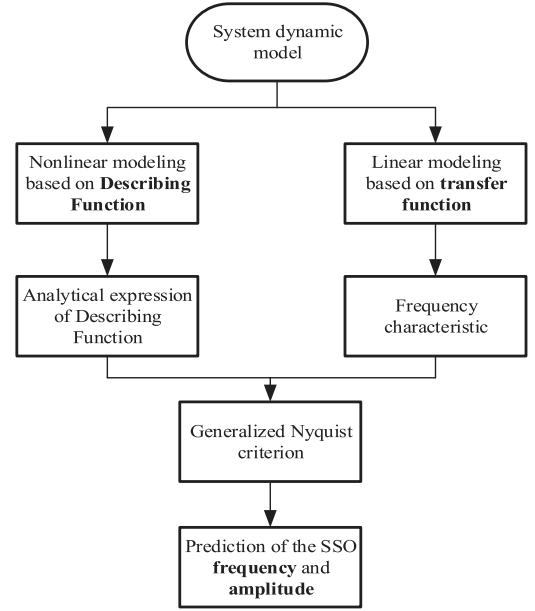 System dynamic
model
Nonlinear modeling
based on Describing
Function
Linear modeling
based on transfer
function
Analytical expression
of Describing
Function
Frequency
characteristic
Generalized Nyquist
criterion
Prediction of the SSO
frequency and
amplitude